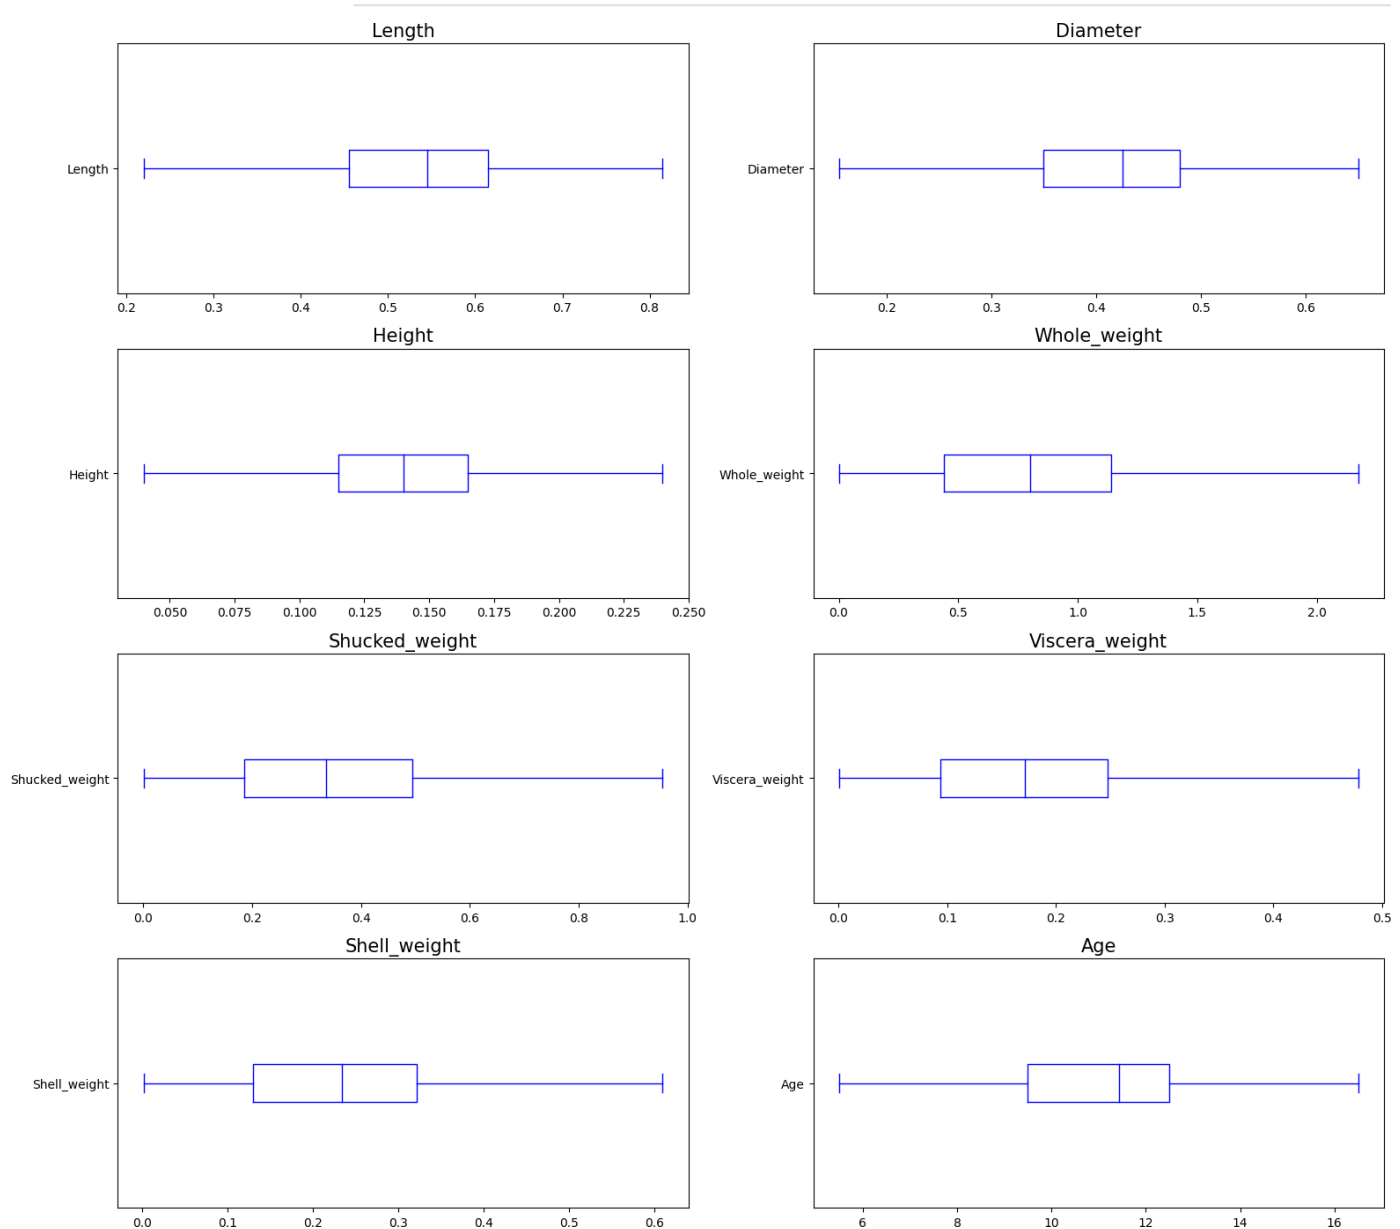 Length
Diameter
Length
Diameter
0.2 0.3 0.4 0.5 0.6 0.7 0.8
0.2 0.3 0.4 0.5 0.6
Height
Whole_weight
Height
Whole_weight
0.050 0.075 0.100 0.125 0.150 0.175 0.200 0.225 0.250
0.0 0.5 1.0 1.5 2.0
Shucked_weight
Viscera_weight
Shucked_weight
Viscera_weight
0.0 0.2 0.4 0.6 0.8 1.0
0.0 0.1 0.2 0.3 0.4 0.5
Shell_weight
Age
Shell_weight
Age
0.0 0.1 0.2 0.3 0.4 0.5 0.6
6 8 10 12 14 16